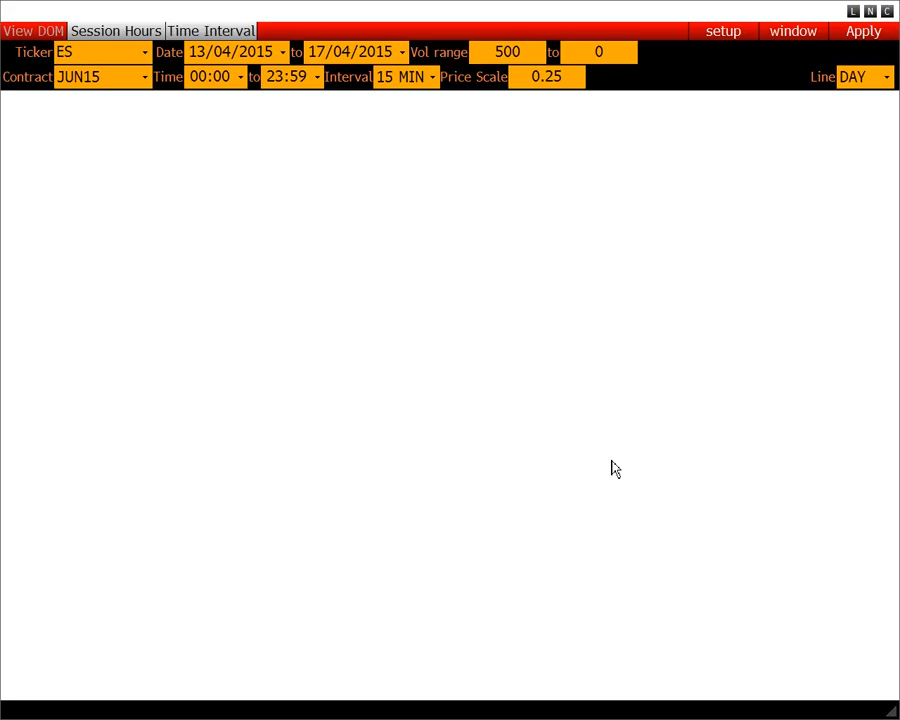 L N C
View DOM Session Hours Time Interval setup window Apply
Ticker ES Date 13/04/2015 to 17/04/2015 Vol range 500 to 0
Contract JUN15 Time 00:00 to 23:59 Interval 15 MIN Price Scale 0.25 Line DAY